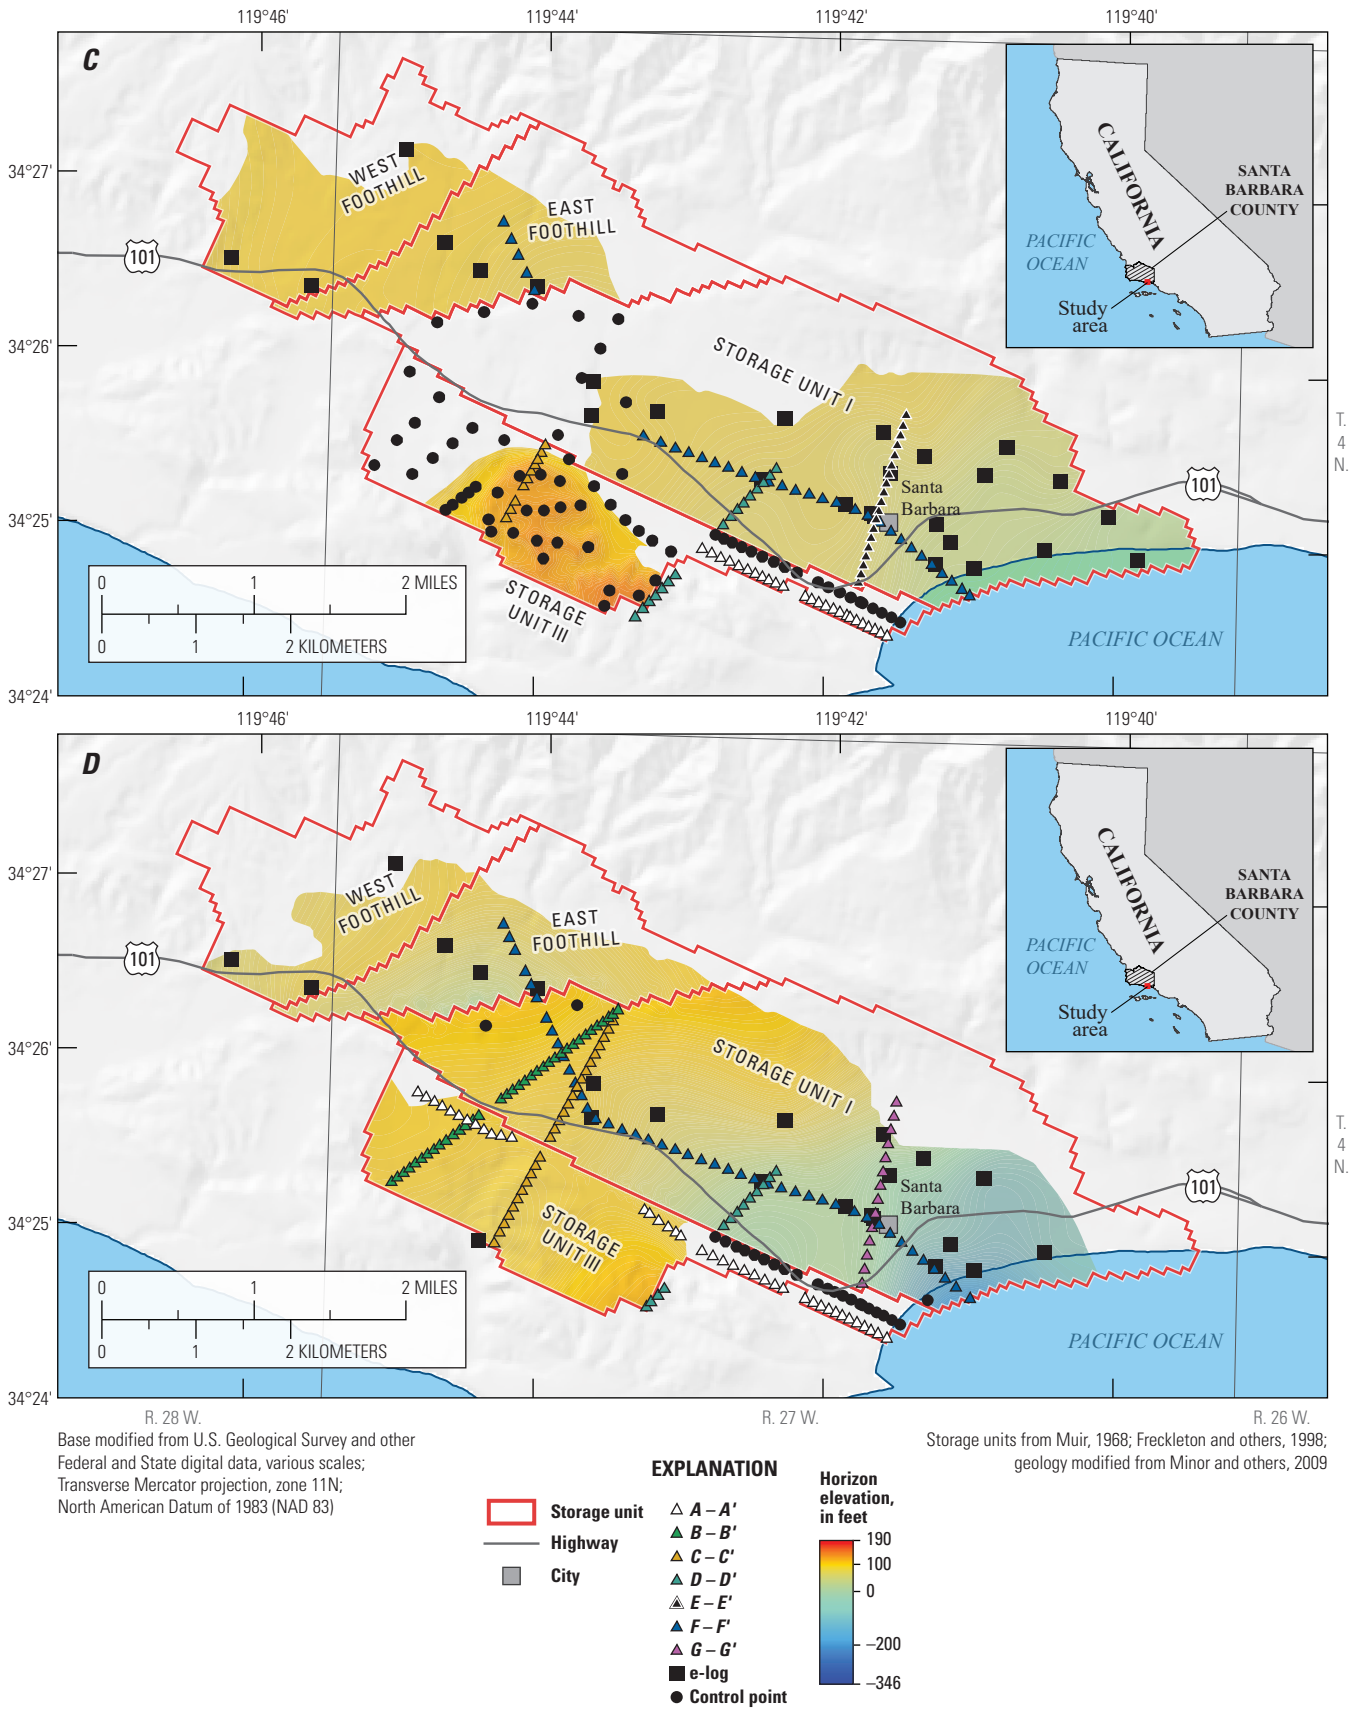 119°46'
119°44'
119°42'
119°40'
C
34°27'
34°26'
34°25'
34°24'
WEST
FOOTHILL
EAST
FOOTHILL
101
STORAGE UNIT I
Santa
Barbara
101
STORAGE
UNIT III
PACIFIC OCEAN
0 1 2 MILES
0 1 2 KILOMETERS
CALIFORNIA
SANTA
BARBARA
COUNTY
PACIFIC
OCEAN
Study
area
T.
4
N.
119°46'
119°44'
119°42'
119°40'
D
34°27'
34°26'
34°25'
34°24'
WEST
FOOTHILL
EAST
FOOTHILL
101
STORAGE UNIT I
Santa
Barbara
101
STORAGE
UNIT III
PACIFIC OCEAN
0 1 2 MILES
0 1 2 KILOMETERS
CALIFORNIA
SANTA
BARBARA
COUNTY
PACIFIC
OCEAN
Study
area
T.
4
N.
R. 28 W.
R. 27 W.
R. 26 W.
Base modified from U.S. Geological Survey and other
Federal and State digital data, various scales;
Transverse Mercator projection, zone 11N;
North American Datum of 1983 (NAD 83)
Storage units from Muir, 1968; Freckleton and others, 1998;
geology modified from Minor and others, 2009
EXPLANATION
Storage unit
Highway
City
A – A'
B – B'
C – C'
D – D'
E – E'
F – F'
G – G'
e-log
Control point
Horizon
elevation,
in feet
190
100
0
–200
–346